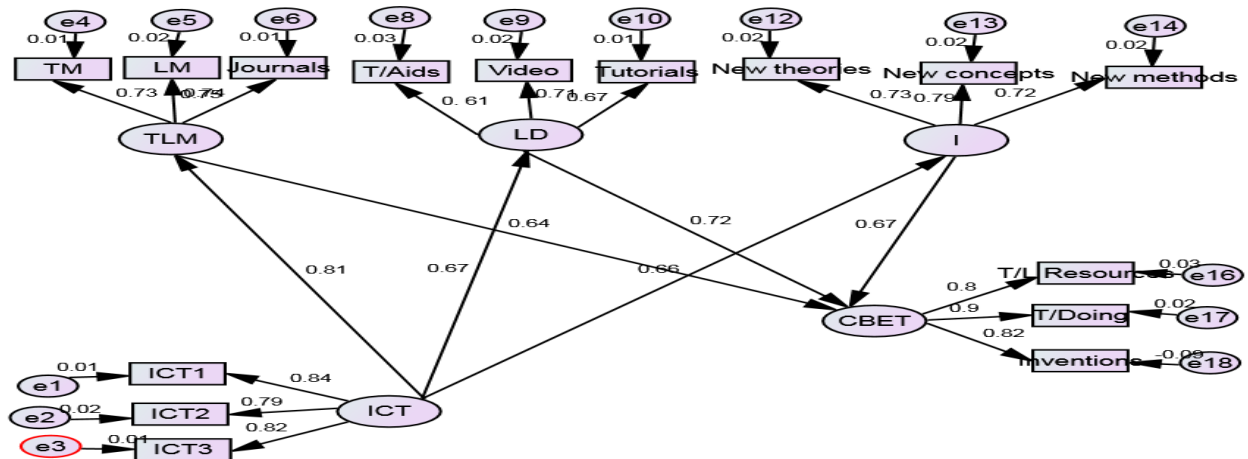 e4 e5 e6 e8 e9 e10 e12 e13 e14
0.01 0.02 0.01 0.03 0.02 0.01 0.02 0.02 0.02
TM LM Journals T/Aids Video Tutorials New theories New concepts New methods
0.73 0.74 0.61 0.71 0.67 0.73 0.79 0.72
TLM LD I
0.64 0.72 0.67
0.81 0.67 0.66
T/L Resources 0.03 e16
0.8
CBET 0.9 T/Doing 0.02 e17
0.82 Inventions -0.09 e18
e1 0.01 ICT1 0.84
e2 0.02 ICT2 0.79 ICT
e3 0.01 ICT3 0.82